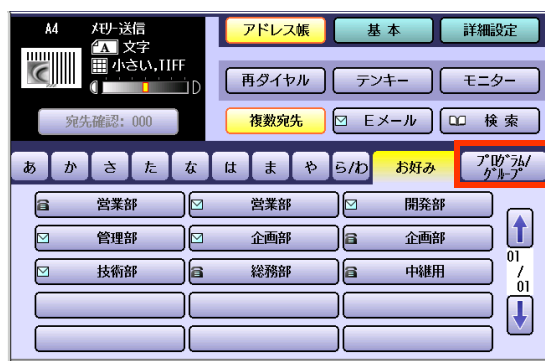 A4 ﾒﾓﾘｰ送信 アドレス帳 基本 詳細設定
A 文字
小さい,TIFF
D 再ダイヤル テンキー モニター
宛先確認: 000 複数宛先 Eメール 検索
あ か さ た な は ま や ら/わ お好み ﾌﾟﾛｸﾞﾗﾑ/
ｸﾞﾙｰﾌﾟ
営業部 営業部 開発部
管理部 企画部 企画部
技術部 総務部 中継用
01
/
01